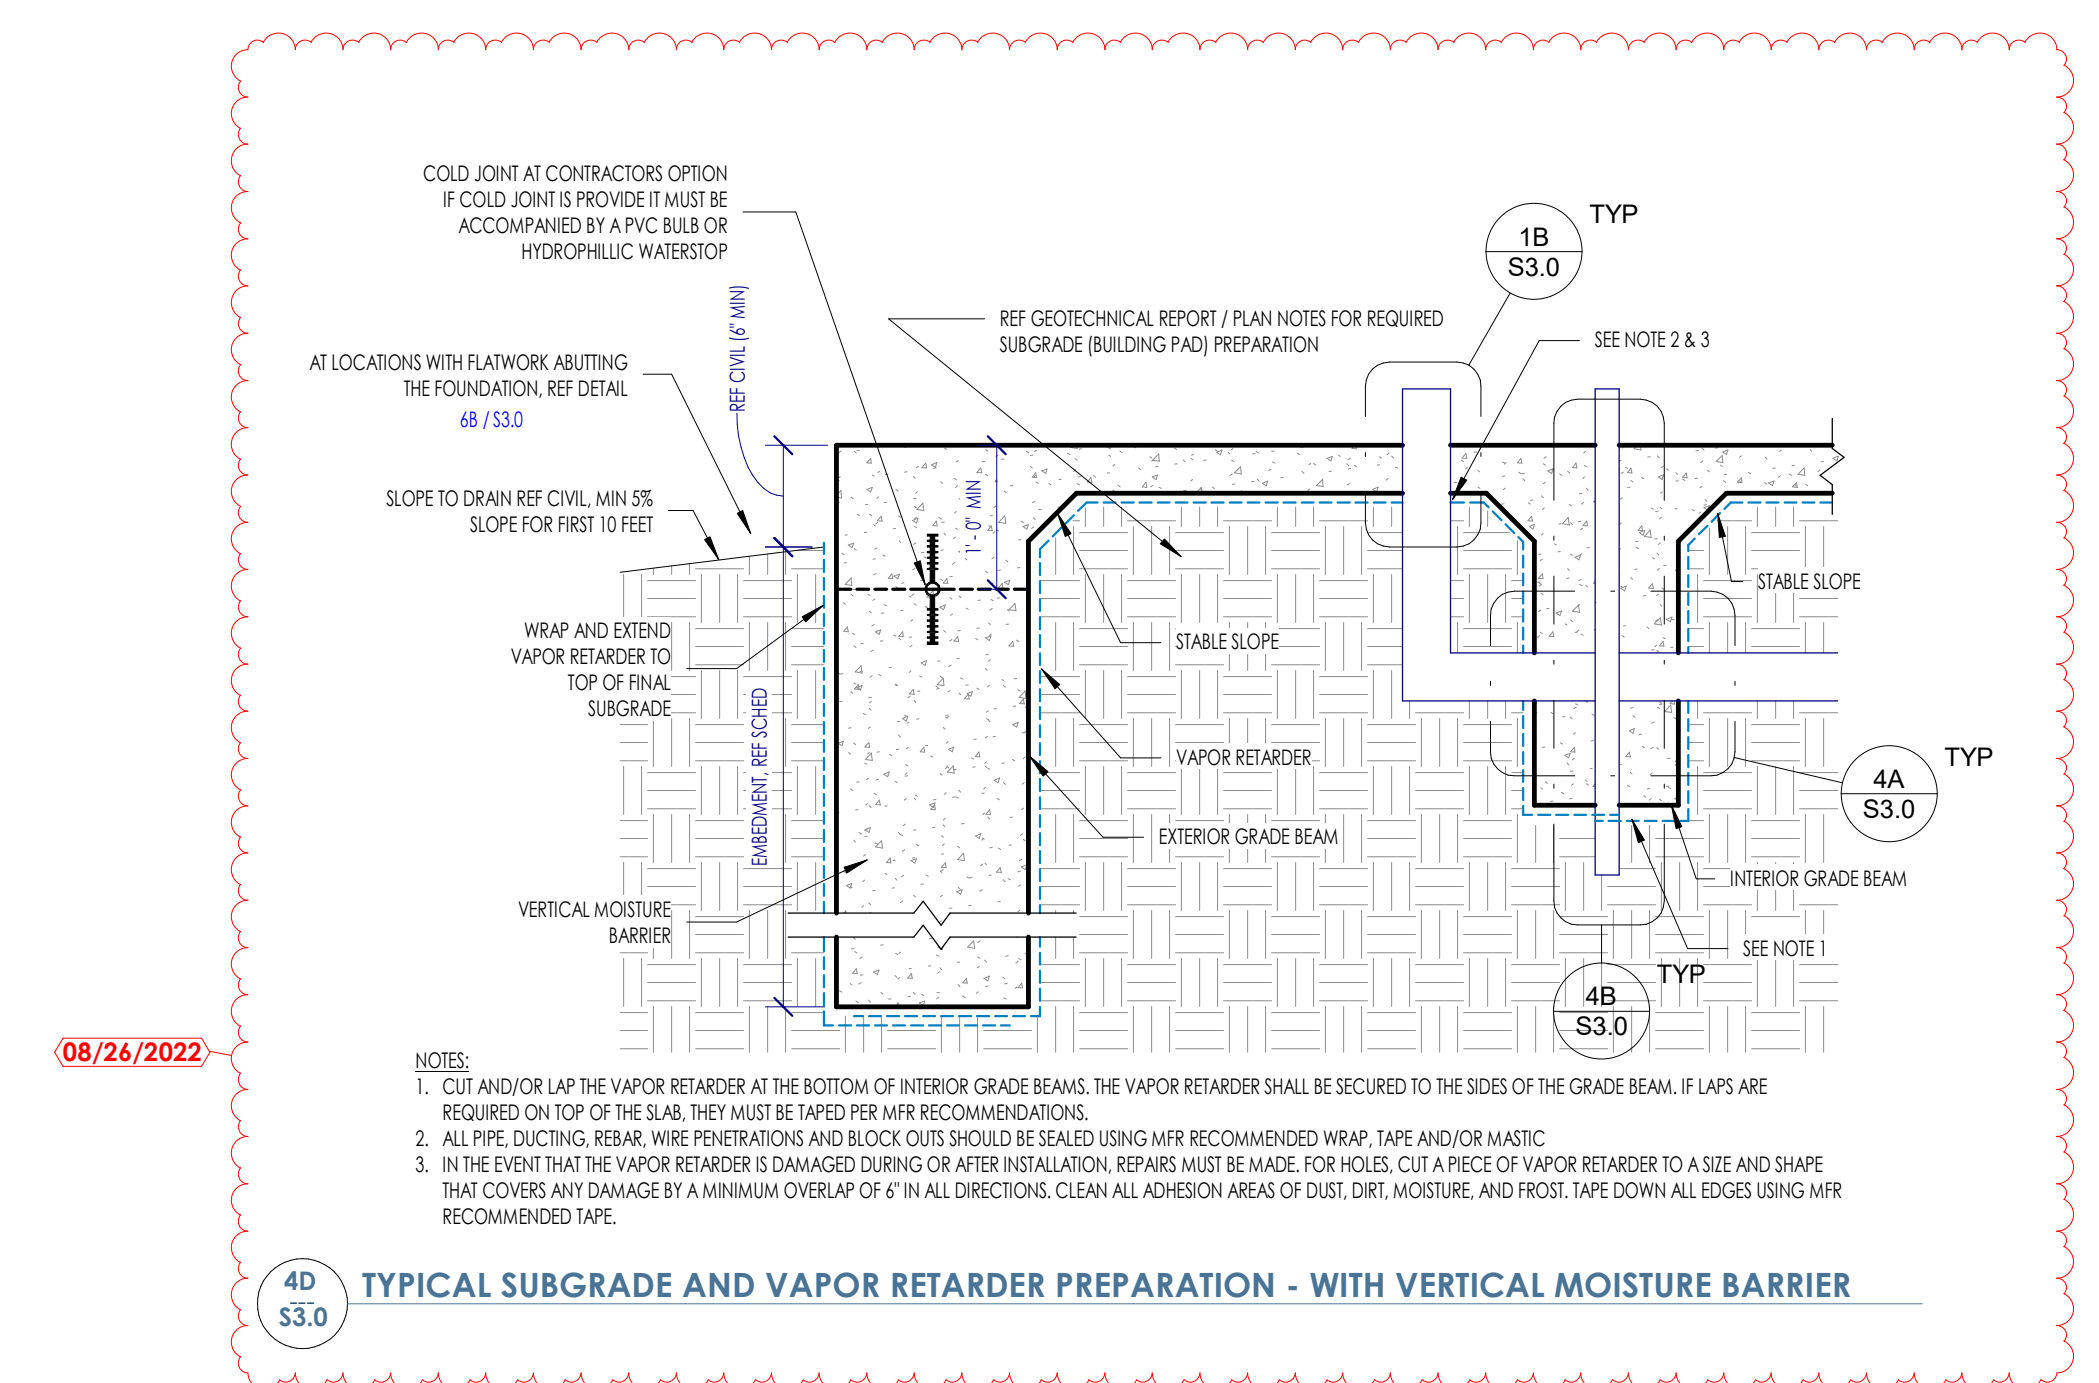 COLD JOINT AT CONTRACTORS OPTION
IF COLD JOINT IS PROVIDE IT MUST BE
ACCOMPANIED BY A PVC BULB OR
HYDROPHILLIC WATERSTOP
TYP
1B
S3.0
REF CIVIL (6" MIN)
REF GEOTECHNICAL REPORT / PLAN NOTES FOR REQUIRED
SUBGRADE (BUILDING PAD) PREPARATION
SEE NOTE 2 & 3
AT LOCATIONS WITH FLATWORK ABUTTING
THE FOUNDATION, REF DETAIL
6B / S3.0
SLOPE TO DRAIN REF CIVIL, MIN 5%
SLOPE FOR FIRST 10 FEET
1' - 0" MIN
STABLE SLOPE
WRAP AND EXTEND
VAPOR RETARDER TO
TOP OF FINAL
SUBGRADE
STABLE SLOPE
EMBEDMENT, REF SCHED
VAPOR RETARDER
TYP
4A
S3.0
EXTERIOR GRADE BEAM
INTERIOR GRADE BEAM
VERTICAL MOISTURE
BARRIER
SEE NOTE 1
TYP
4B
S3.0
08/26/2022
NOTES:
1. CUT AND/OR LAP THE VAPOR RETARDER AT THE BOTTOM OF INTERIOR GRADE BEAMS. THE VAPOR RETARDER SHALL BE SECURED TO THE SIDES OF THE GRADE BEAM. IF LAPS ARE
REQUIRED ON TOP OF THE SLAB, THEY MUST BE TAPED PER MFR RECOMMENDATIONS.
2. ALL PIPE, DUCTING, REBAR, WIRE PENETRATIONS AND BLOCK OUTS SHOULD BE SEALED USING MFR RECOMMENDED WRAP, TAPE AND/OR MASTIC
3. IN THE EVENT THAT THE VAPOR RETARDER IS DAMAGED DURING OR AFTER INSTALLATION, REPAIRS MUST BE MADE. FOR HOLES, CUT A PIECE OF VAPOR RETARDER TO A SIZE AND SHAPE
THAT COVERS ANY DAMAGE BY A MINIMUM OVERLAP OF 6" IN ALL DIRECTIONS. CLEAN ALL ADHESION AREAS OF DUST, DIRT, MOISTURE, AND FROST. TAPE DOWN ALL EDGES USING MFR
RECOMMENDED TAPE.
4D
---
S3.0
TYPICAL SUBGRADE AND VAPOR RETARDER PREPARATION - WITH VERTICAL MOISTURE BARRIER